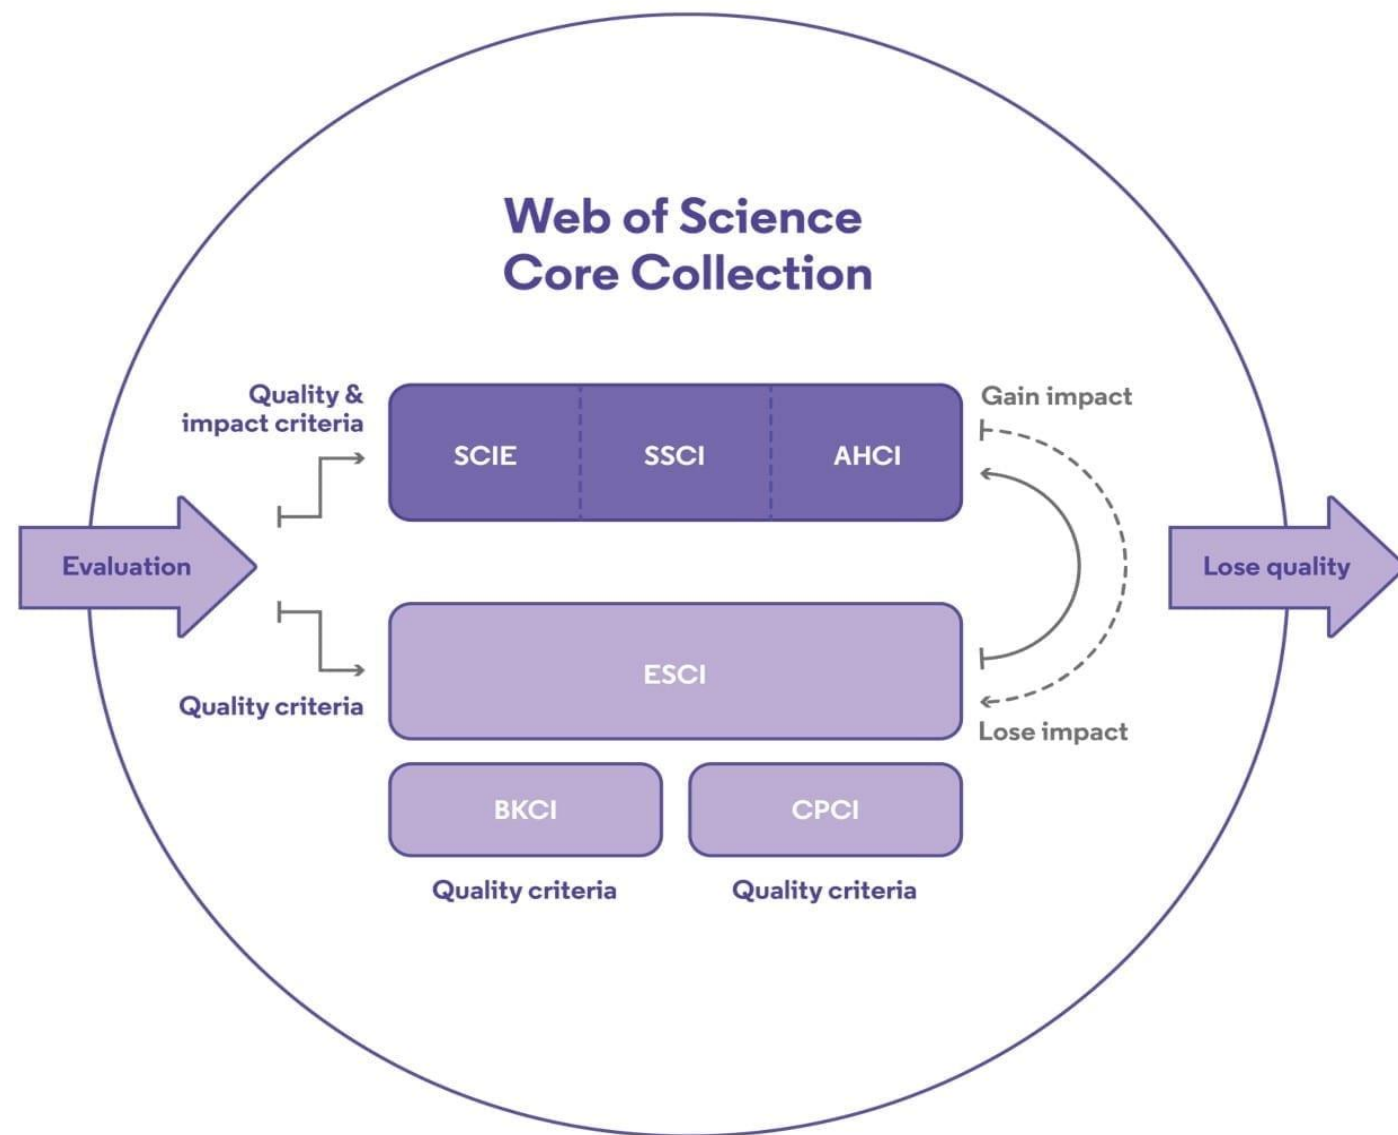 Web of Science
Core Collection
Quality &
impact criteria
SCIE
SSCI
AHCI
Gain impact
Evaluation
Lose quality
ESCI
Quality criteria
Lose impact
BKCI
CPCI
Quality criteria
Quality criteria